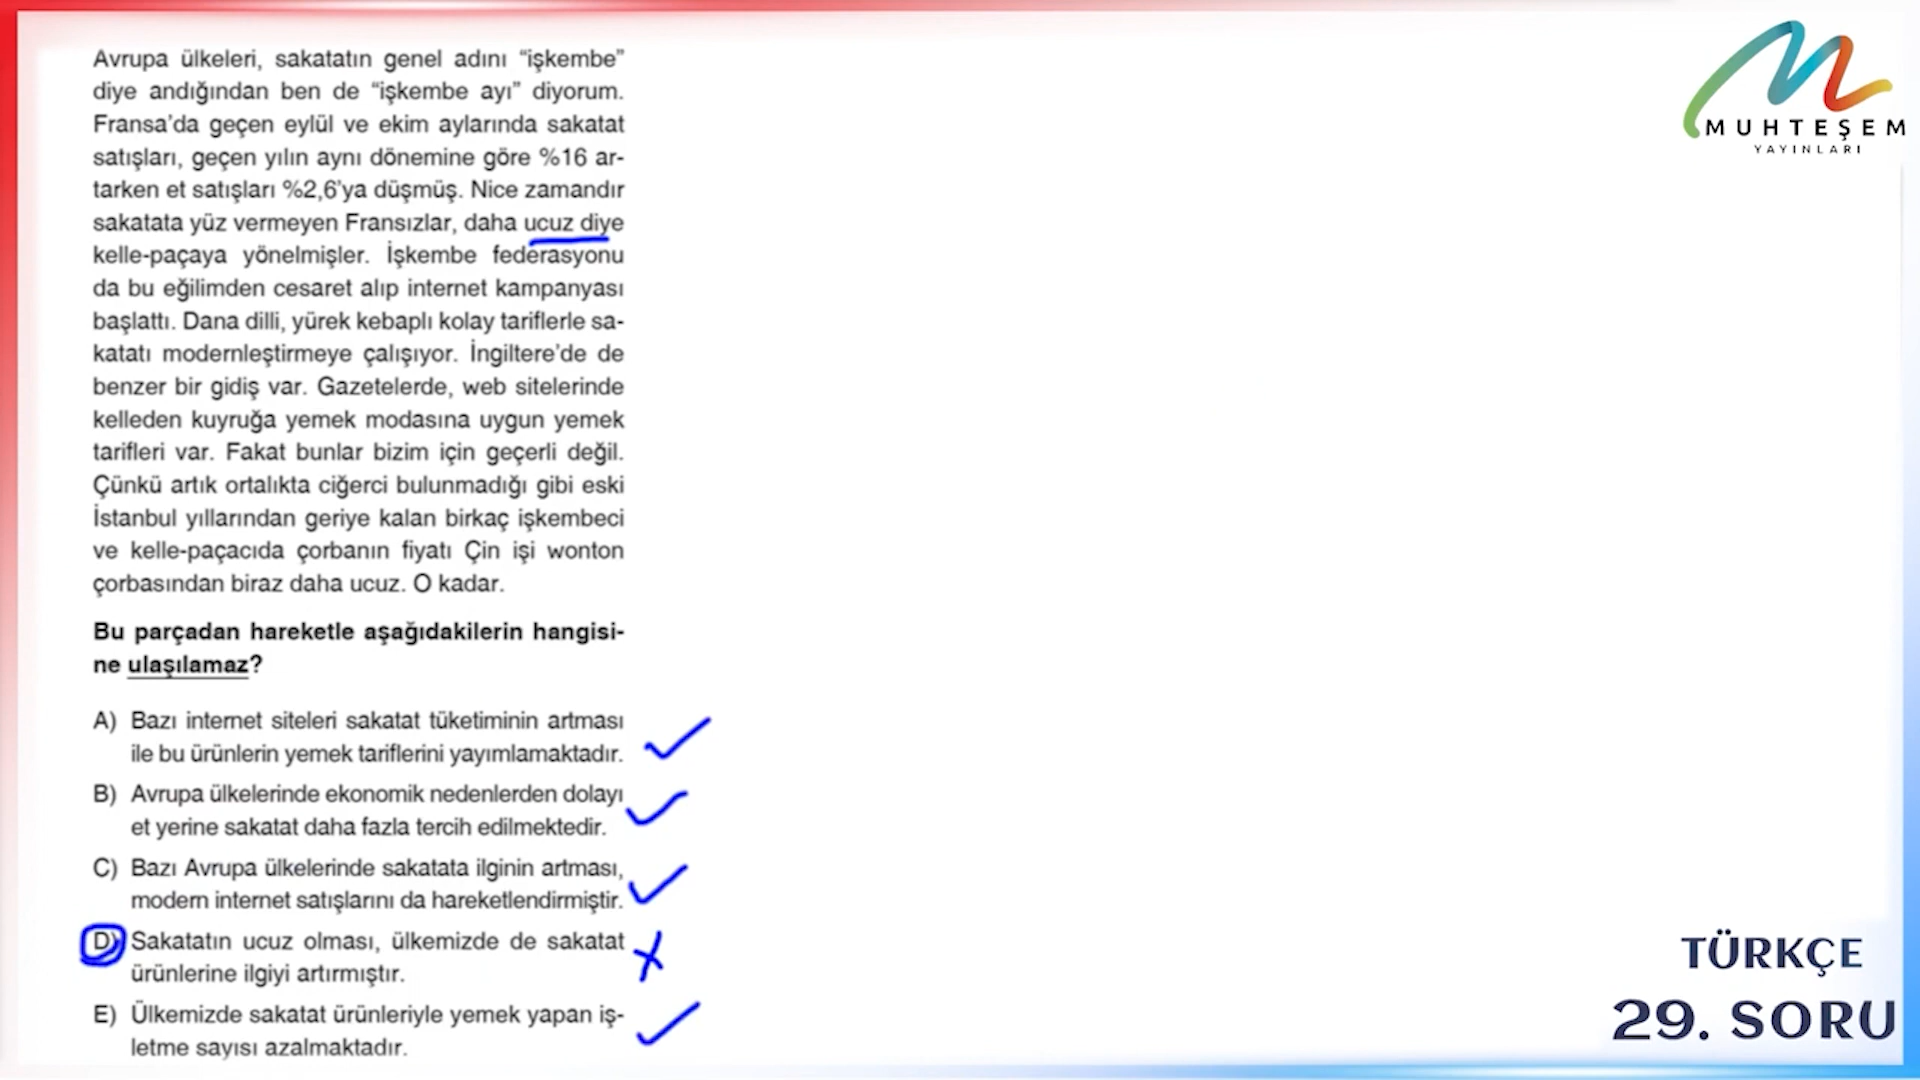 Avrupa ülkeleri, sakatatın genel adını “işkembe”
diye andığından ben de “işkembe ayı” diyorum.
Fransa’da geçen eylül ve ekim aylarında sakatat
satışları, geçen yılın aynı dönemine göre %16 ar-
tarken et satışları %2,6’ya düşmüş. Nice zamandır
sakatata yüz vermeyen Fransızlar, daha ucuz diye
kelle-paçaya yönelmişler. İşkembe federasyonu
da bu eğilimden cesaret alıp internet kampanyası
başlattı. Dana dilli, yürek kebaplı kolay tariflerle sa-
katatı modernleştirmeye çalışıyor. İngiltere’de de
benzer bir gidiş var. Gazetelerde, web sitelerinde
kelleden kuyruğa yemek modasına uygun yemek
tarifleri var. Fakat bunlar bizim için geçerli değil.
Çünkü artık ortalıkta ciğerci bulunmadığı gibi eski
İstanbul yıllarından geriye kalan birkaç işkembeci
ve kelle-paçacıda çorbanın fiyatı Çin işi wonton
çorbasından biraz daha ucuz. O kadar.
Bu parçadan hareketle aşağıdakilerin hangisi-
ne ulaşılamaz?
A) Bazı internet siteleri sakatat tüketiminin artması
ile bu ürünlerin yemek tariflerini yayımlamaktadır.
B) Avrupa ülkelerinde ekonomik nedenlerden dolayı
et yerine sakatat daha fazla tercih edilmektedir.
C) Bazı Avrupa ülkelerinde sakatata ilginin artması,
modern internet satışlarını da hareketlendirmiştir.
D) Sakatatın ucuz olması, ülkemizde de sakatat
ürünlerine ilgiyi artırmıştır.
E) Ülkemizde sakatat ürünleriyle yemek yapan iş-
letme sayısı azalmaktadır.
MUHTEŞEM
YAYINLARI
TÜRKÇE
29. SORU